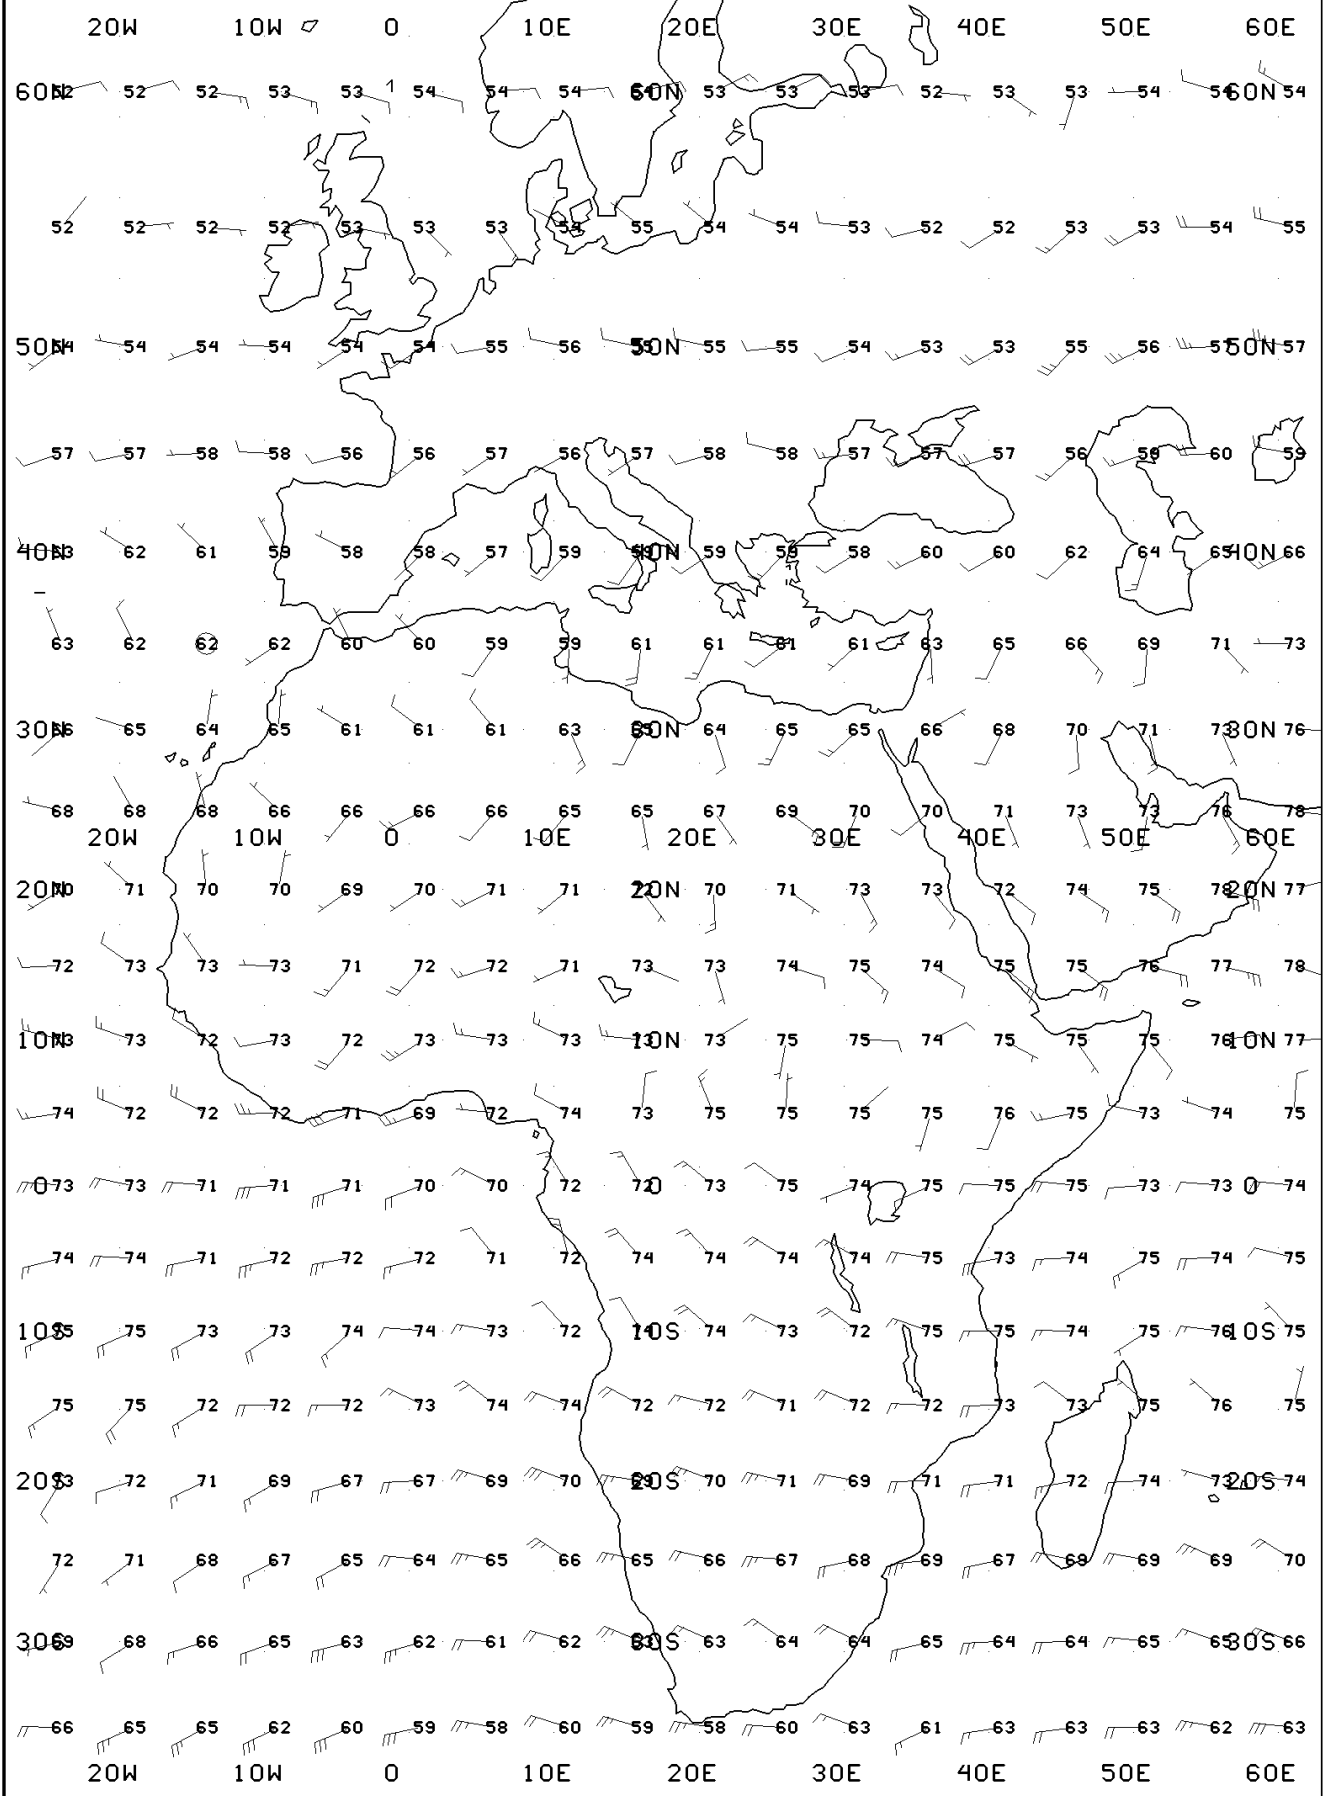 20W 10W 0 10E 20E 30E 40E 50E 60E
60N 52 52 52 53 53 1 54 54 54 60N 53 53 53 52 53 53 54 54 60N 54
52 52 52 52 53 53 53 54 55 54 54 53 52 52 53 53 54 55
50N 54 54 54 54 54 54 55 56 50N 55 55 54 53 53 55 56 57 50N 57
57 57 58 58 56 56 57 56 57 58 58 57 57 57 56 59 60 59
40N 62 61 59 58 58 57 59 40N 59 59 58 60 60 62 64 65 40N 66
63 62 62 62 60 60 59 59 61 61 61 61 63 65 66 69 71 73
30N 66 65 64 65 61 61 61 63 30N 64 65 65 66 68 70 71 73 30N 76
68 68 68 66 66 66 66 65 65 67 69 70 70 71 73 73 76 78
20W 10W 0 10E 20E 30E 40E 50E 60E
20N 70 71 70 70 69 70 71 71 20N 70 71 73 73 72 74 75 78 20N 77
72 73 73 73 71 72 72 71 73 73 74 75 74 75 75 76 77 78
10N 73 73 72 73 72 73 73 73 10N 73 75 75 74 75 75 75 76 10N 77
74 72 72 72 71 69 72 74 73 75 75 75 75 76 75 73 74 75
0 73 73 71 71 71 70 70 72 72 0 73 75 74 75 75 75 73 73 0 74
74 74 71 72 72 72 71 72 74 74 74 74 75 73 74 75 74 75
10S 75 75 73 73 74 74 73 72 10S 74 73 72 75 75 74 75 76 10S 75
75 75 72 72 72 73 74 74 72 72 71 72 72 73 73 75 76 75
20S 73 72 71 69 67 67 69 70 20S 70 71 69 71 71 72 74 73 20S 74
72 71 68 67 65 64 65 66 65 66 67 68 69 67 68 69 69 70
30S 69 68 66 65 63 62 61 62 30S 63 64 64 65 64 64 65 65 30S 66
66 65 65 62 60 59 58 60 59 58 60 63 61 63 63 63 62 63
20W 10W 0 10E 20E 30E 40E 50E 60E